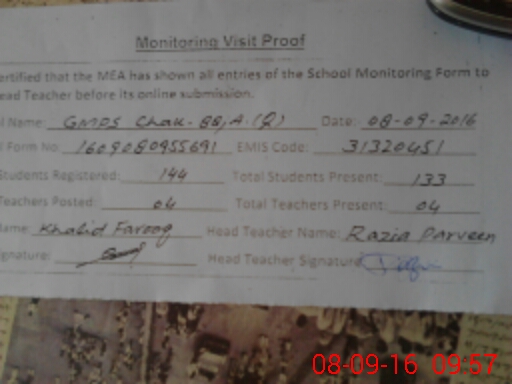 Monitoring Visit Proof
ertified that the MEA has shown all entries of the School Monitoring Form to
ead Teacher before its online submission.
l Name: GMPS Chak-88/A.(2) Date: 08-09-2016
l Form No: 1609080955691 EMIS Code: 31320451
Students Registered: 144 Total Students Present: 133
Teachers Posted: 04 Total Teachers Present: 04
ame: Khalid Farooq Head Teacher Name: Razia Parveen
ignature: Head Teacher Signature
08-09-16 09:57